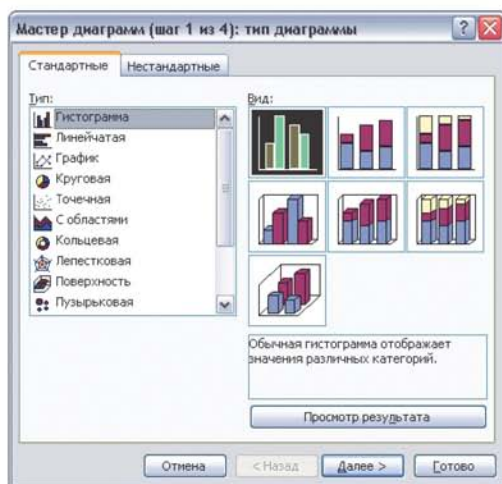 Мастер диаграмм (шаг 1 из 4): тип диаграммы
Стандартные
Нестандартные
Тип:
Гистограмма
Линейчатая
График
Круговая
Точечная
С областями
Кольцевая
Лепестковая
Поверхность
Пузырьковая
Вид:
Обычная гистограмма отображает
значения различных категорий.
Просмотр результата
Отмена
< Назад
Далее >
Готово